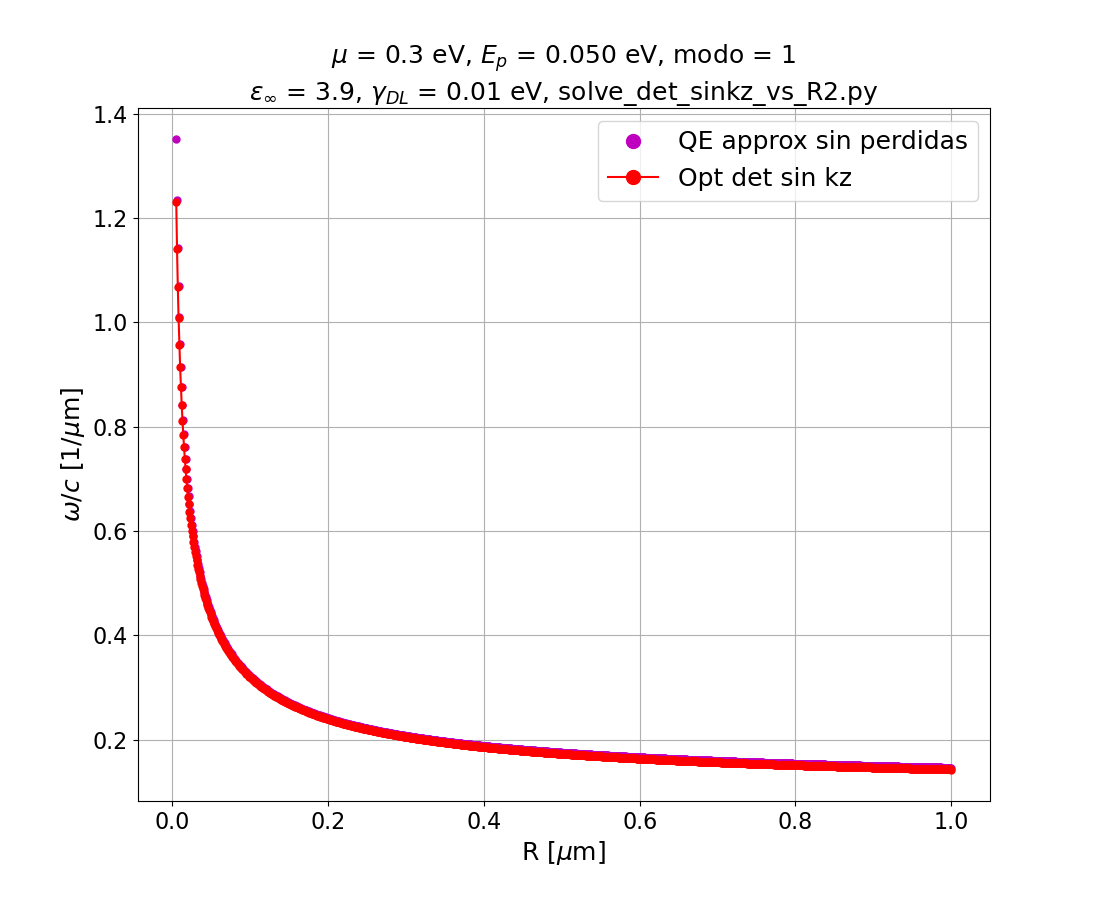 μ = 0.3 eV, E_p = 0.050 eV, modo = 1
ε_∞ = 3.9, γ_DL = 0.01 eV, solve_det_sinkz_vs_R2.py
QE approx sin perdidas
Opt det sin kz
1.4
1.2
1.0
0.8
0.6
0.4
0.2
ω/c [1/μm]
0.0 0.2 0.4 0.6 0.8 1.0
R [μm]